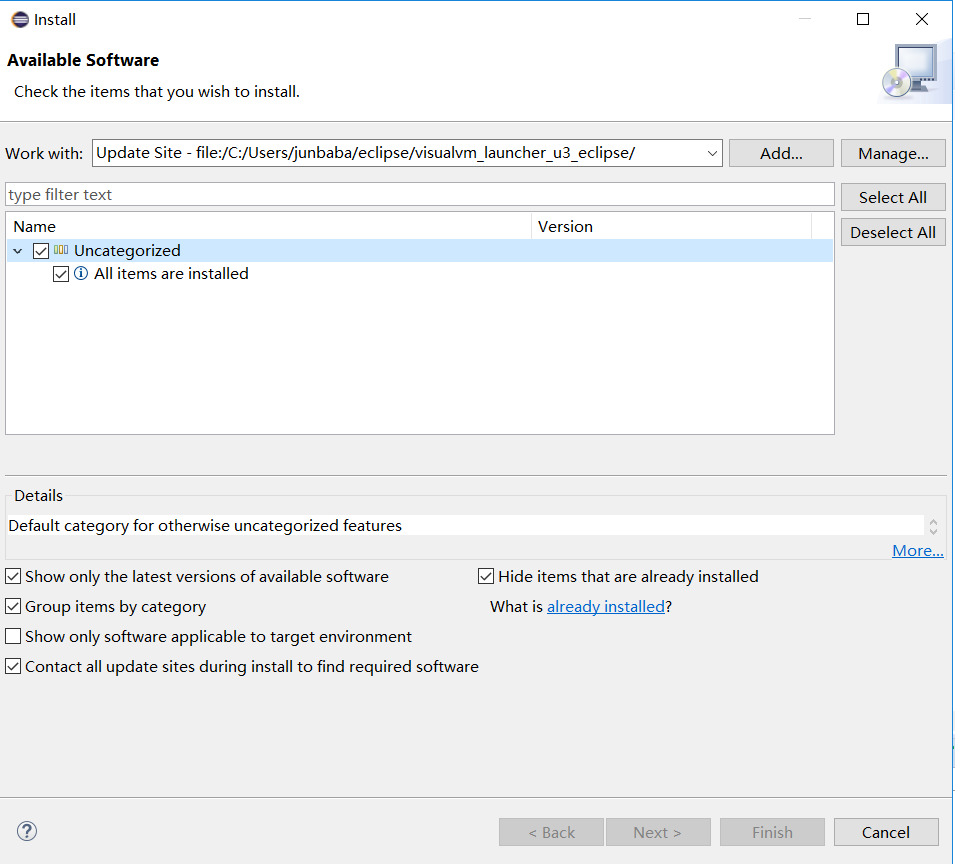 Install
Available Software
Check the items that you wish to install.
Work with: Update Site - file:/C:/Users/junbaba/eclipse/visualvm_launcher_u3_eclipse/ Add... Manage...
type filter text Select All
Name Version
Deselect All
Uncategorized
All items are installed
Details
Default category for otherwise uncategorized features
More...
Show only the latest versions of available software Hide items that are already installed
Group items by category What is already installed?
Show only software applicable to target environment
Contact all update sites during install to find required software
? < Back Next > Finish Cancel